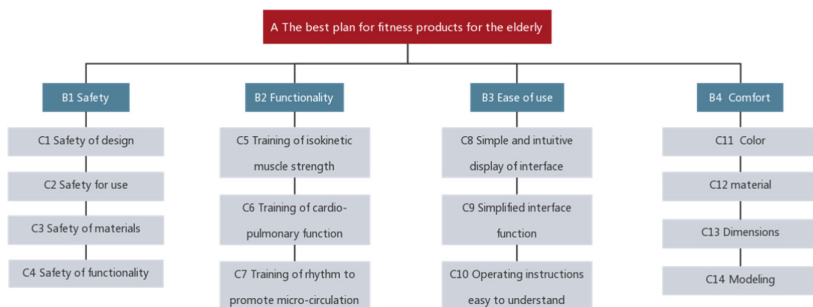 A The best plan for fitness products for the elderly
B1 Safety
C1 Safety of design
C2 Safety for use
C3 Safety of materials
C4 Safety of functionality
B2 Functionality
C5 Training of isokinetic
muscle strength
C6 Training of cardio-
pulmonary function
C7 Training of rhythm to
promote micro-circulation
B3 Ease of use
C8 Simple and intuitive
display of interface
C9 Simplified interface
function
C10 Operating instructions
easy to understand
B4 Comfort
C11 Color
C12 material
C13 Dimensions
C14 Modeling